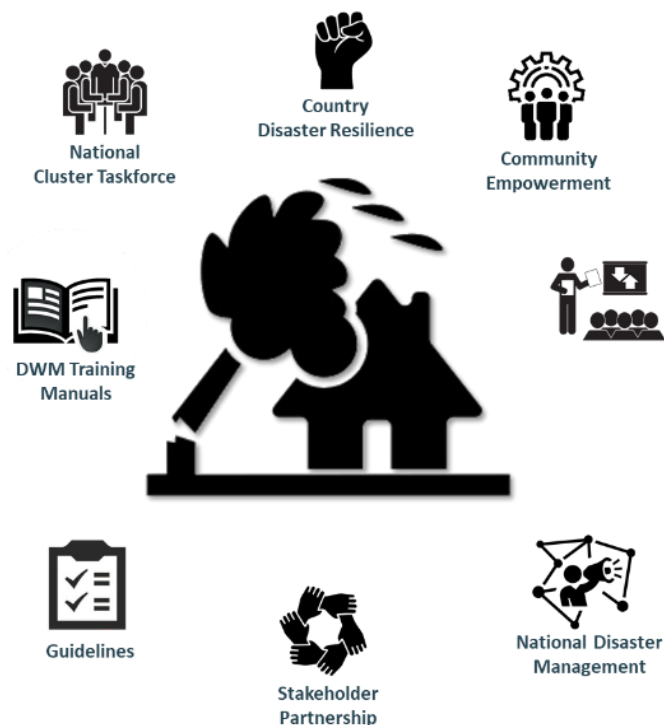 Country
Disaster Resilience
National
Cluster Taskforce
Community
Empowerment
DWM Training
Manuals
Guidelines
National Disaster
Management
Stakeholder
Partnership